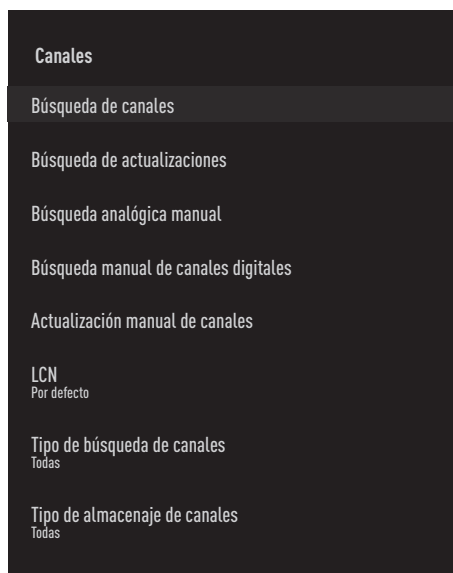 Canales
Búsqueda de canales
Búsqueda de actualizaciones
Búsqueda analógica manual
Búsqueda manual de canales digitales
Actualización manual de canales
LCN
Por defecto
Tipo de búsqueda de canales
Todas
Tipo de almacenaje de canales
Todas